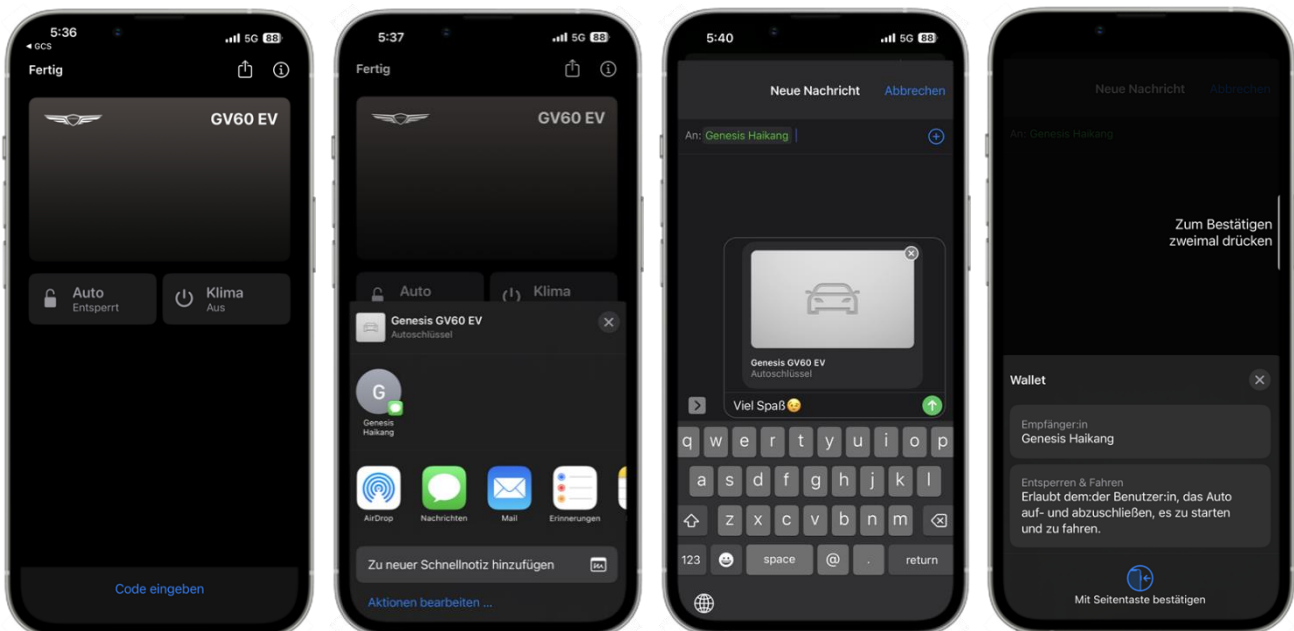 5:36
5G 88
GCS
Fertig
GV60 EV
Auto
Entsperrt
Klima
Aus
Code eingeben
5:37
5G 88
Fertig
GV60 EV
Auto
Klima
Genesis GV60 EV
Autoschlüssel
G
Genesis
Haikang
AirDrop
Nachrichten
Mail
Erinnerungen
Zu neuer Schnellnotiz hinzufügen
Aktionen bearbeiten ...
5:40
5G 88
Neue Nachricht
Abbrechen
An: Genesis Haikang
Genesis GV60 EV
Autoschlüssel
Viel Spaß😉
q w e r t y u i o p
a s d f g h j k l
z x c v b n m
123 space @ . return
Neue Nachricht
Abbrechen
An: Genesis Haikang
Zum Bestätigen
zweimal drücken
Wallet
Empfänger:in
Genesis Haikang
Entsperren & Fahren
Erlaubt dem:der Benutzer:in, das Auto
auf- und abzuschließen, es zu starten
und zu fahren.
Mit Seitentaste bestätigen